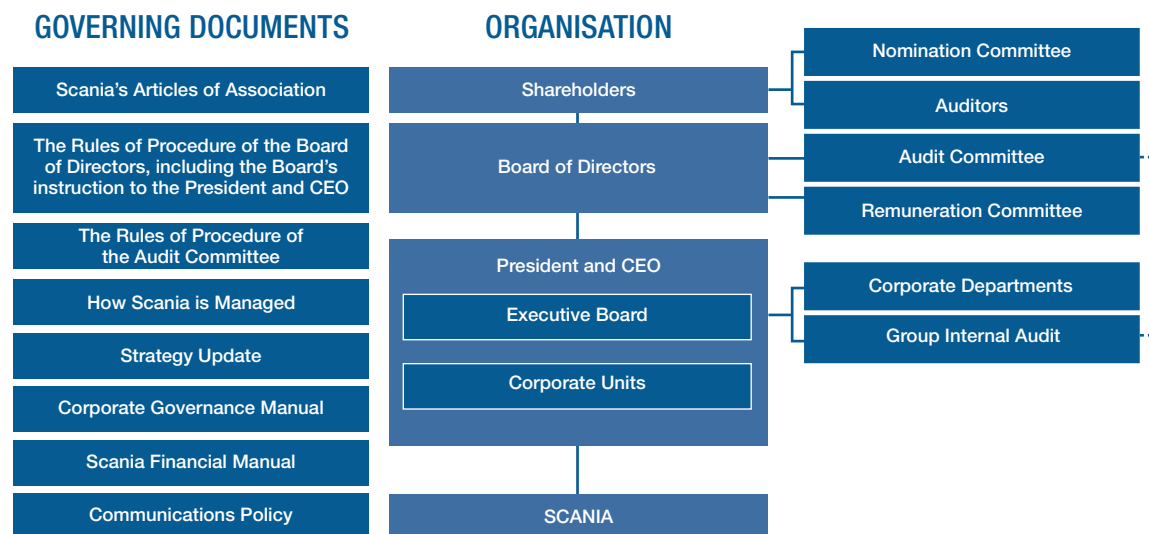 GOVERNING DOCUMENTS
Scania's Articles of Association
The Rules of Procedure of the Board
of Directors, including the Board's
instruction to the President and CEO
The Rules of Procedure of
the Audit Committee
How Scania is Managed
Strategy Update
Corporate Governance Manual
Scania Financial Manual
Communications Policy
ORGANISATION
Shareholders
Board of Directors
President and CEO
Executive Board
Corporate Units
SCANIA
Nomination Committee
Auditors
Audit Committee
Remuneration Committee
Corporate Departments
Group Internal Audit